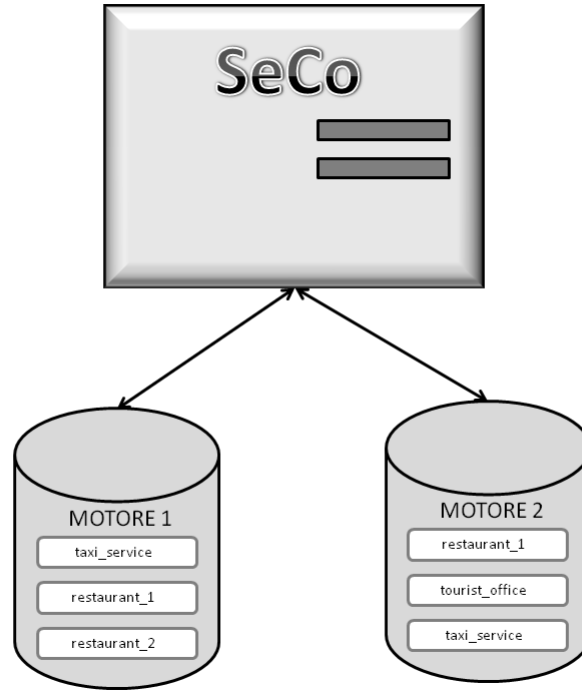 SeCo
MOTORE 1
taxi_service
restaurant_1
restaurant_2
MOTORE 2
restaurant_1
tourist_office
taxi_service